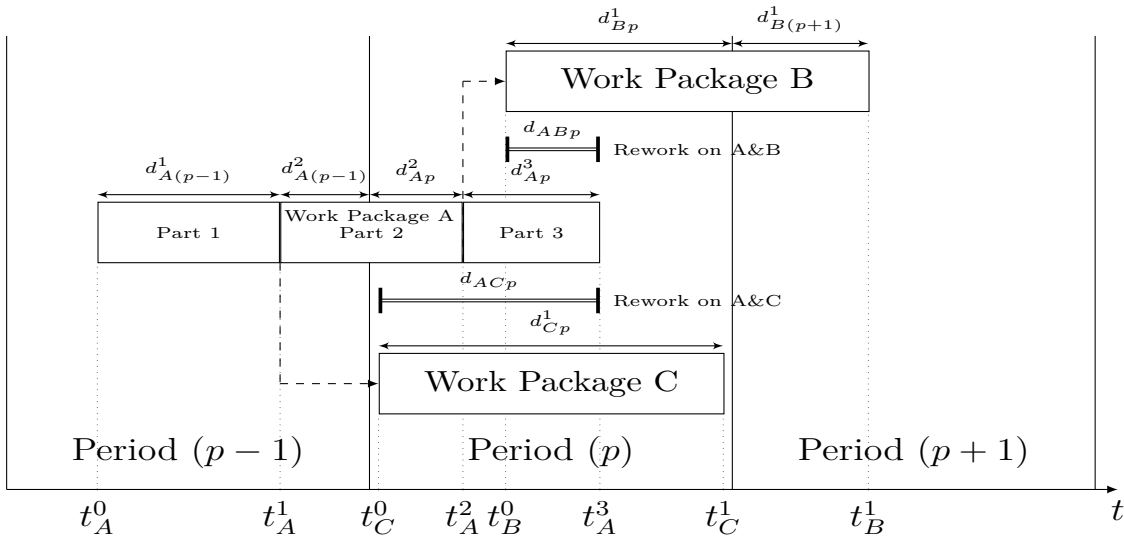 d^1_{Bp} d^1_{B(p+1)}
Work Package B
d_{ABp}
Rework on A&B
d^1_{A(p−1)} d^2_{A(p−1)} d^2_{Ap} d^3_{Ap}
Work Package A
Part 1 Part 2 Part 3
d_{ACp}
Rework on A&C
d^1_{Cp}
Work Package C
Period (p − 1) Period (p) Period (p + 1)
t^0_A t^1_A t^0_C t^2_A t^0_B t^3_A t^1_C t^1_B t